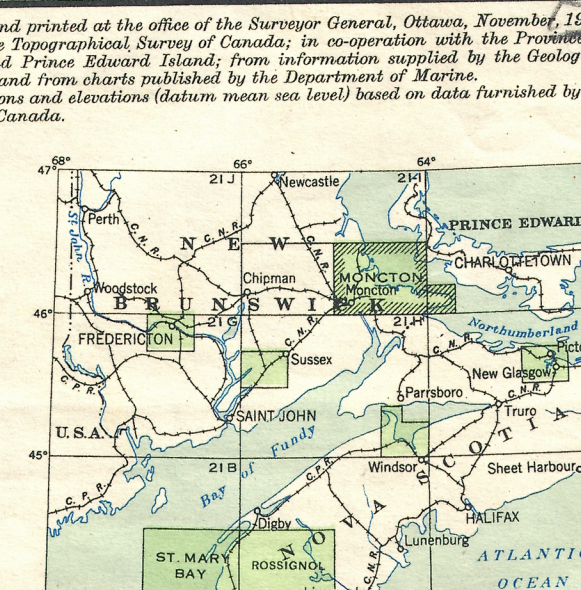 nd printed at the office of the Surveyor General, Ottawa, November, 19
e Topographical Survey of Canada; in co-operation with the Province
d Prince Edward Island; from information supplied by the Geolog
and from charts published by the Department of Marine.
ons and elevations (datum mean sea level) based on data furnished by
Canada.
68° 66° 64°
47° 21 J 21-I
Newcastle
Perth
PRINCE EDWARD
C.N.R. C.N.R. C.N.R.
NEW
St. John R.
CHARLOTTETOWN
Chipman
MONCTON
Moncton
Woodstock
BRUNSWICK
46° 21 G 21-H
Northumberland
FREDERICTON
C.N.R. C.N.R.
Pict
Sussex
New Glasgow
C.P.R.
C.N.R.
Parrsboro
Truro
SAINT JOHN
U.S.A.
SCOTIA
45° 21 B
Bay of Fundy
C.P.R.
Windsor
Sheet Harbour
C.P.R.
NOVA
Digby
HALIFAX
Lunenburg
C.N.R.
ST. MARY
BAY
ROSSIGNOL
ATLANTIC
OCEAN